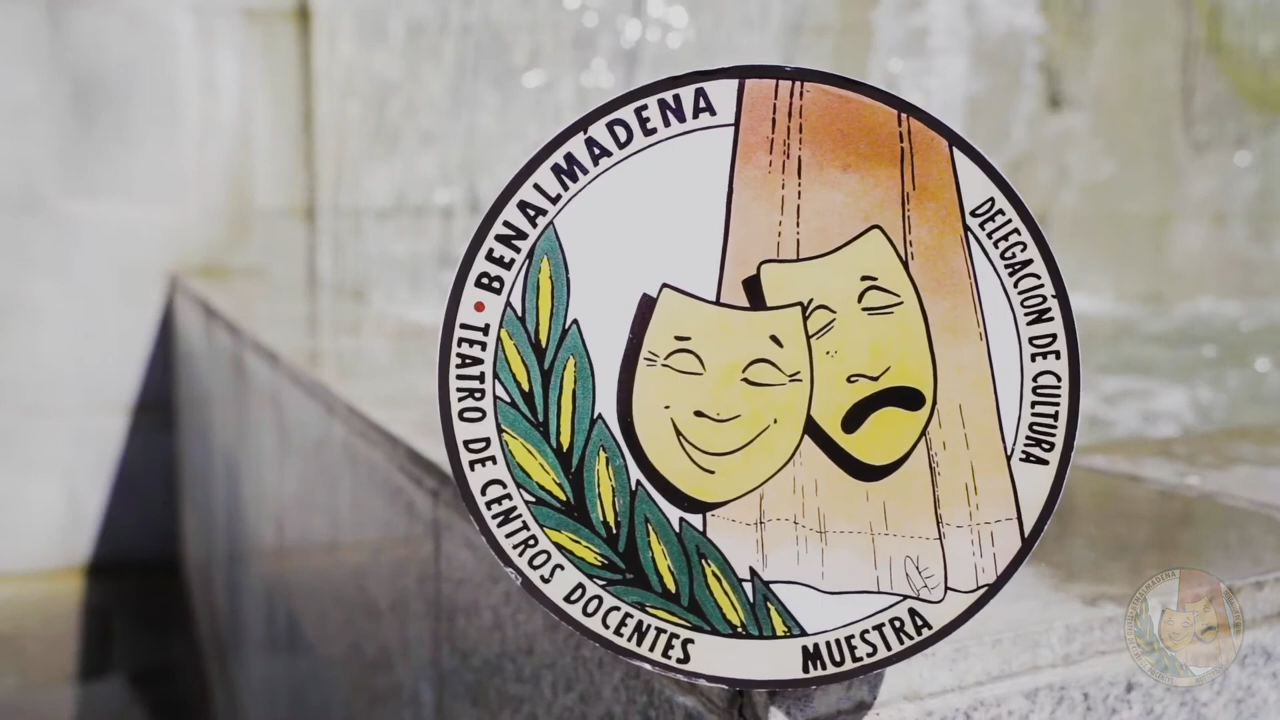 BENALMÁDENA
DELEGACIÓN DE CULTURA
MUESTRA
TEATRO DE CENTROS DOCENTES